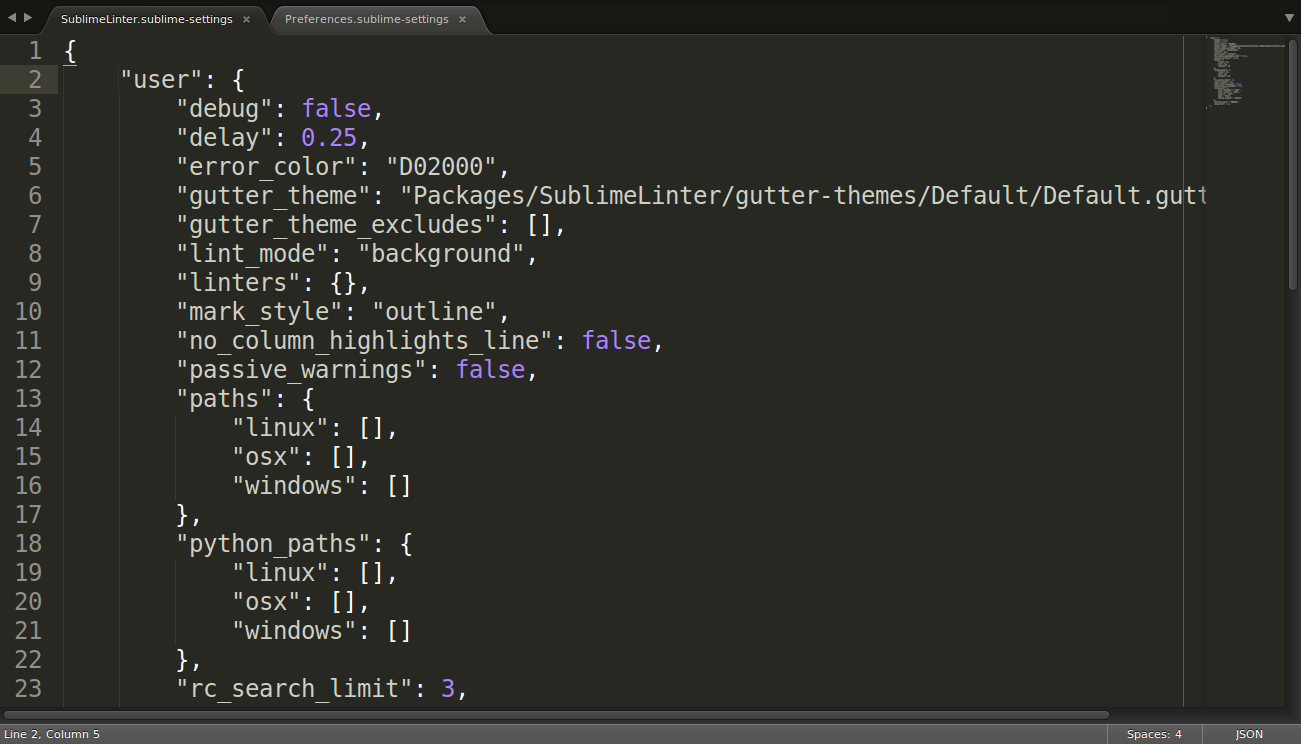 SublimeLinter.sublime-settings × Preferences.sublime-settings ×
1 {
2 "user": {
3 "debug": false,
4 "delay": 0.25,
5 "error_color": "D02000",
6 "gutter_theme": "Packages/SublimeLinter/gutter-themes/Default/Default.gutt
7 "gutter_theme_excludes": [],
8 "lint_mode": "background",
9 "linters": {},
10 "mark_style": "outline",
11 "no_column_highlights_line": false,
12 "passive_warnings": false,
13 "paths": {
14 "linux": [],
15 "osx": [],
16 "windows": []
17 },
18 "python_paths": {
19 "linux": [],
20 "osx": [],
21 "windows": []
22 },
23 "rc_search_limit": 3,
Line 2, Column 5 Spaces: 4 JSON